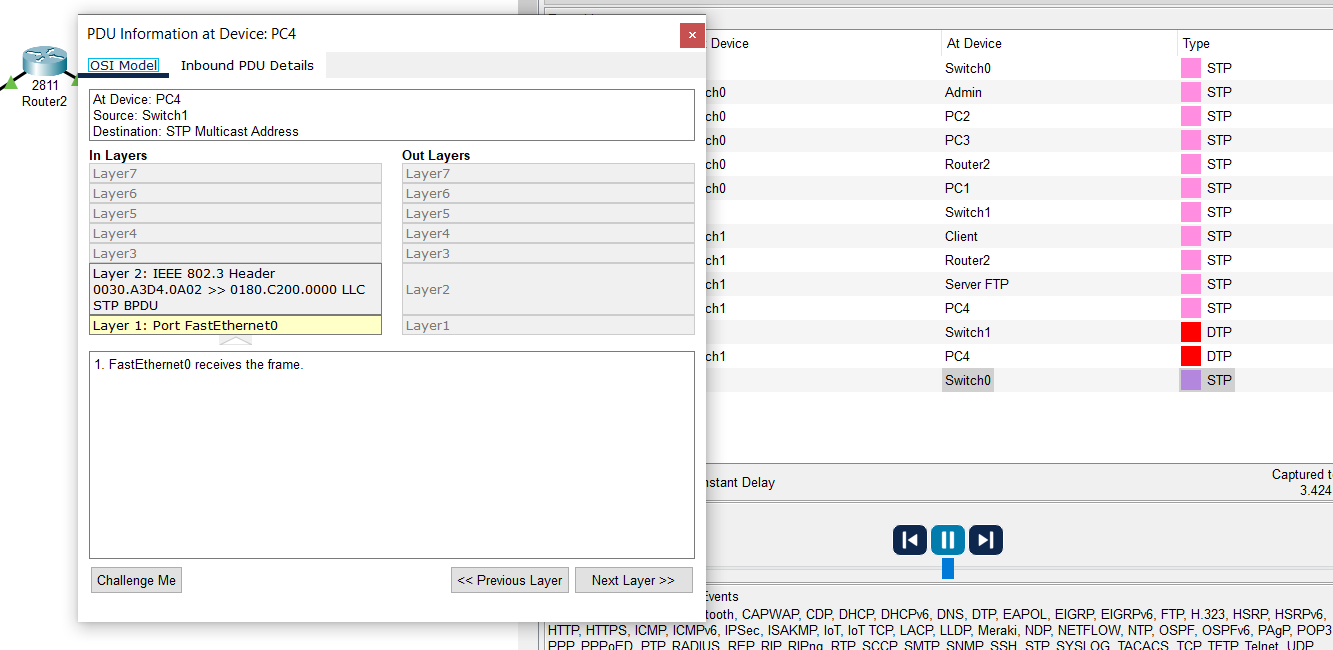 2811
Router2
PDU Information at Device: PC4
OSI Model
Inbound PDU Details
At Device: PC4
Source: Switch1
Destination: STP Multicast Address
In Layers
Layer7
Layer6
Layer5
Layer4
Layer3
Layer 2: IEEE 802.3 Header
0030.A3D4.0A02 >> 0180.C200.0000 LLC
STP BPDU
Layer 1: Port FastEthernet0
Out Layers
Layer7
Layer6
Layer5
Layer4
Layer3
Layer2
Layer1
1. FastEthernet0 receives the frame.
Challenge Me
<< Previous Layer
Next Layer >>
Device At Device Type
Switch0 STP
ch0 Admin STP
ch0 PC2 STP
ch0 PC3 STP
ch0 Router2 STP
ch0 PC1 STP
Switch1 STP
ch1 Client STP
ch1 Router2 STP
ch1 Server FTP STP
ch1 PC4 STP
Switch1 DTP
ch1 PC4 DTP
Switch0 STP
nstant Delay
Captured t
3.424
Events
tooth, CAPWAP, CDP, DHCP, DHCPv6, DNS, DTP, EAPOL, EIGRP, EIGRPv6, FTP, H.323, HSRP, HSRPv6,
HTTP, HTTPS, ICMP, ICMPv6, IPSec, ISAKMP, IoT, IoT TCP, LACP, LLDP, Meraki, NDP, NETFLOW, NTP, OSPF, OSPFv6, PAgP, POP3
PPP, PPPoED, PTP, RADIUS, REP, RIP, RIPng, RTP, SCCP, SMTP, SNMP, SSH, STP, SYSLOG, TACACS, TCP, TFTP, Telnet, UDP